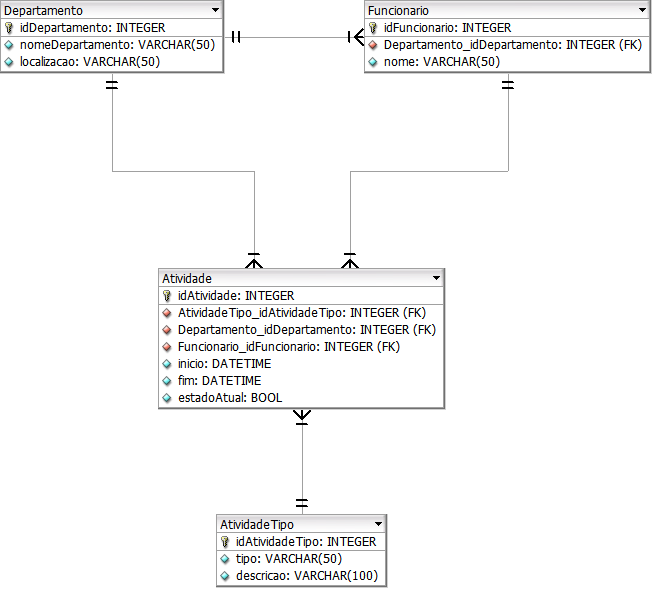 Departamento
idDepartamento: INTEGER
nomeDepartamento: VARCHAR(50)
localizacao: VARCHAR(50)
Funcionario
idFuncionario: INTEGER
Departamento_idDepartamento: INTEGER (FK)
nome: VARCHAR(50)
Atividade
idAtividade: INTEGER
AtividadeTipo_idAtividadeTipo: INTEGER (FK)
Departamento_idDepartamento: INTEGER (FK)
Funcionario_idFuncionario: INTEGER (FK)
inicio: DATETIME
fim: DATETIME
estadoAtual: BOOL
AtividadeTipo
idAtividadeTipo: INTEGER
tipo: VARCHAR(50)
descricao: VARCHAR(100)